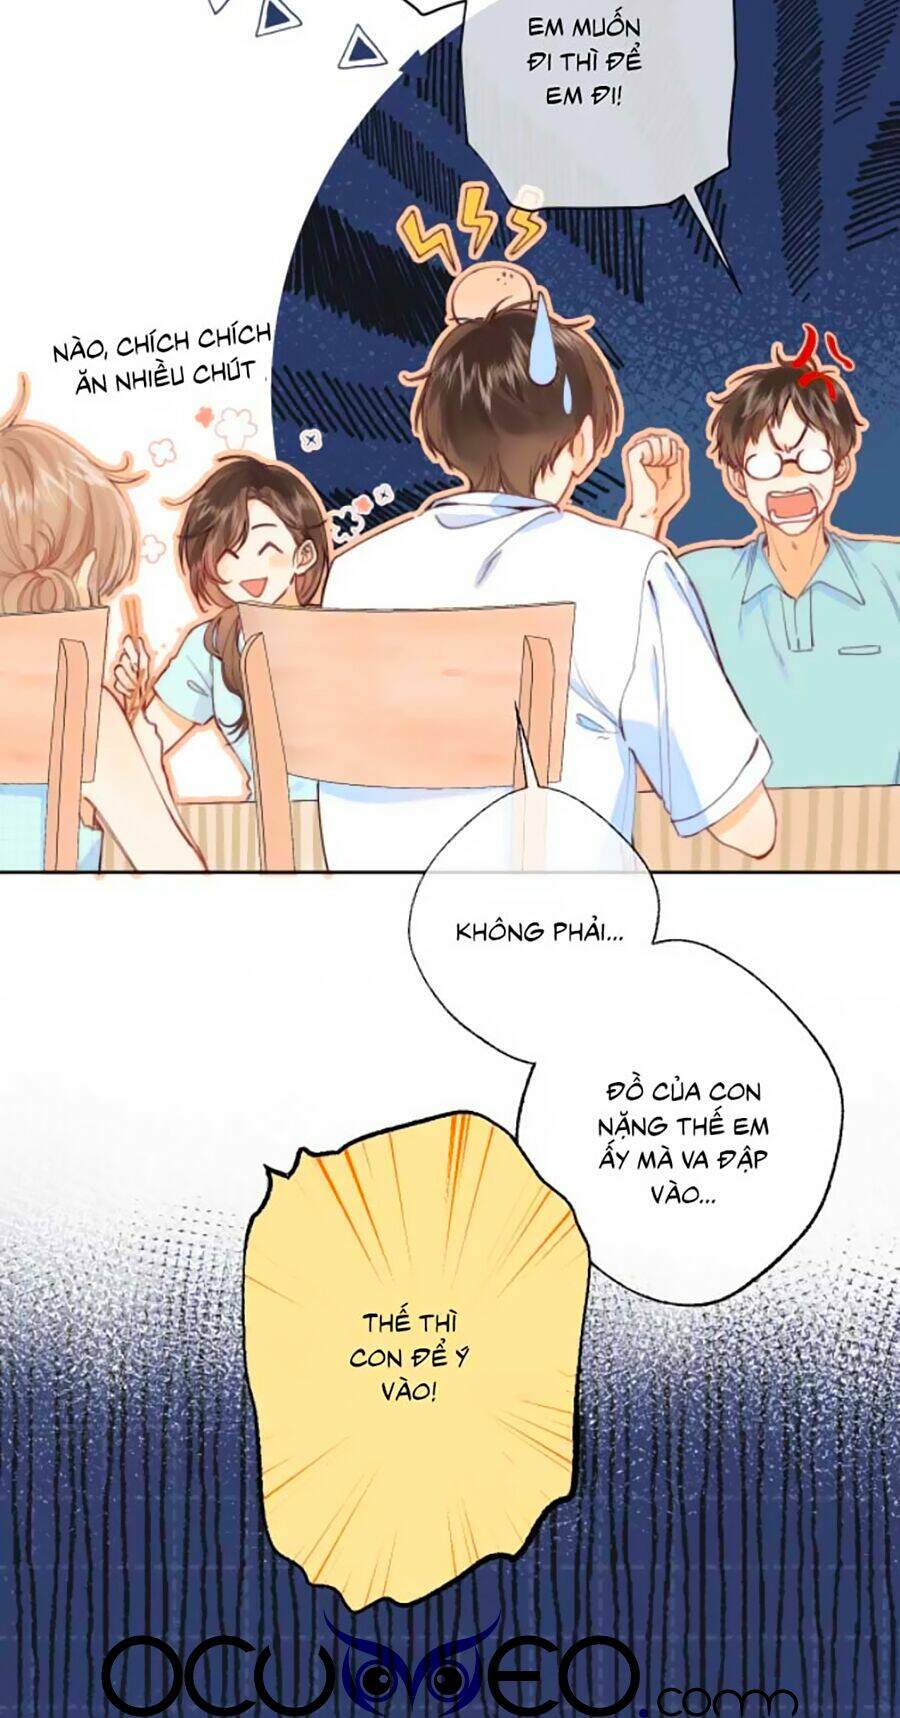 EM MUỐN
ĐI THÌ ĐỂ
EM ĐI!
NÀO, CHÍCH CHÍCH
ĂN NHIỀU CHÚT
KHÔNG PHẢI...
ĐỒ CỦA CON
NẶNG THẾ EM
ẤY MÀ VA ĐẬP
VÀO...
THẾ THÌ
CON ĐỂ Ý
VÀO!
OCUMEO.comm